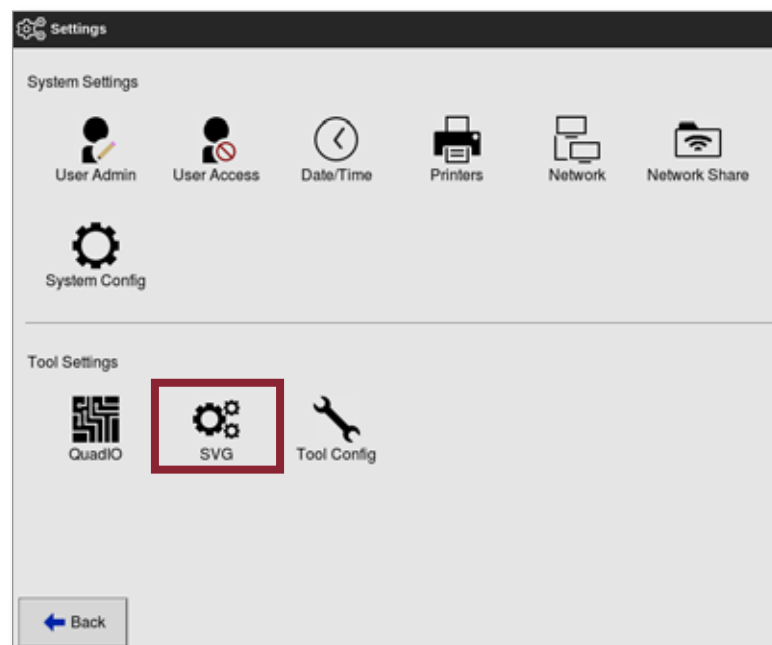 Settings
System Settings
User Admin
User Access
Date/Time
Printers
Network
Network Share
System Config
Tool Settings
QuadIO
SVG
Tool Config
Back